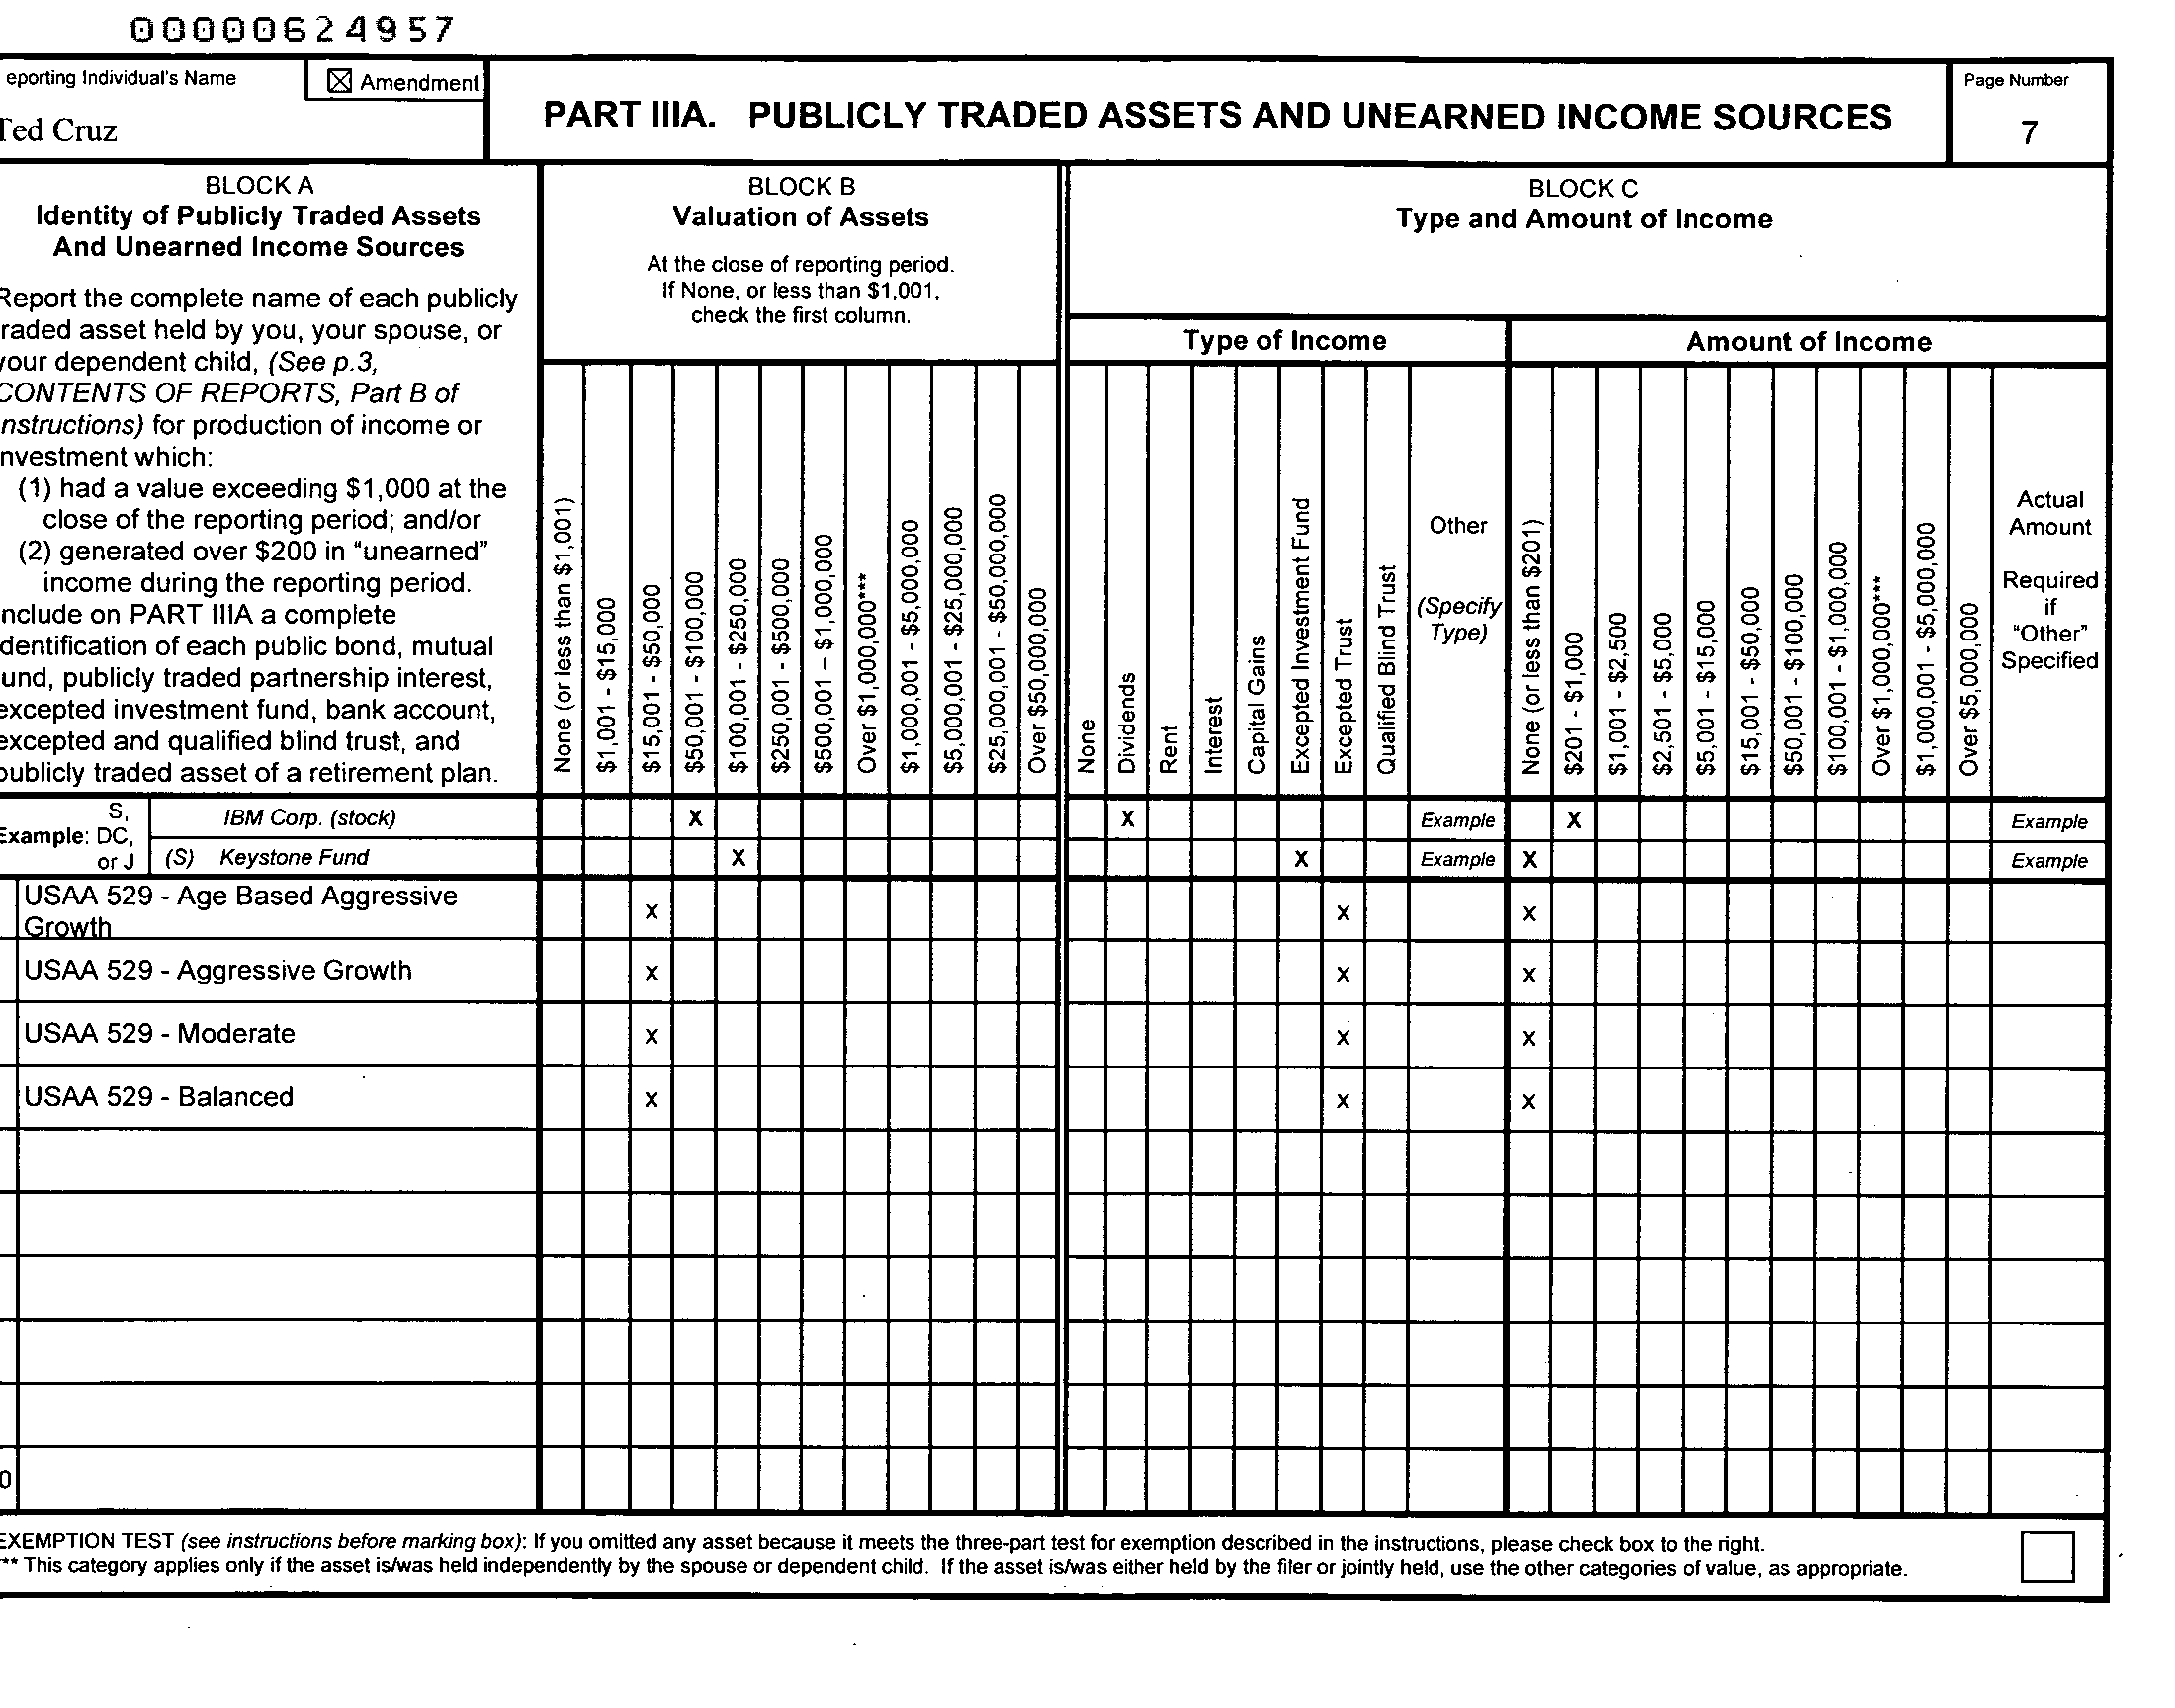 00000624957
eporting Individual's Name
☒ Amendment
Ted Cruz
PART IIIA. PUBLICLY TRADED ASSETS AND UNEARNED INCOME SOURCES
Page Number
7
BLOCK A
Identity of Publicly Traded Assets
And Unearned Income Sources
Report the complete name of each publicly
raded asset held by you, your spouse, or
your dependent child, (See p.3,
CONTENTS OF REPORTS, Part B of
nstructions) for production of income or
nvestment which:
(1) had a value exceeding $1,000 at the
close of the reporting period; and/or
(2) generated over $200 in “unearned”
income during the reporting period.
nclude on PART IIIA a complete
dentification of each public bond, mutual
und, publicly traded partnership interest,
excepted investment fund, bank account,
excepted and qualified blind trust, and
publicly traded asset of a retirement plan.
BLOCK B
Valuation of Assets
At the close of reporting period.
If None, or less than $1,001,
check the first column.
None (or less than $1,001)
$1,001 - $15,000
$15,001 - $50,000
$50,001 - $100,000
$100,001 - $250,000
$250,001 - $500,000
$500,001 – $1,000,000
Over $1,000,000***
$1,000,001 - $5,000,000
$5,000,001 - $25,000,000
$25,000,001 - $50,000,000
Over $50,000,000
BLOCK C
Type and Amount of Income
Type of Income
None
Dividends
Rent
Interest
Capital Gains
Excepted Investment Fund
Excepted Trust
Qualified Blind Trust
Other
(Specify
Type)
Amount of Income
None (or less than $201)
$201 - $1,000
$1,001 - $2,500
$2,501 - $5,000
$5,001 - $15,000
$15,001 - $50,000
$50,001 - $100,000
$100,001 - $1,000,000
Over $1,000,000***
$1,000,001 - $5,000,000
Over $5,000,000
Actual
Amount
Required
if
“Other”
Specified
Example: S, DC, or J
IBM Corp. (stock) X X Example X Example
(S) Keystone Fund X X Example X Example
USAA 529 - Age Based Aggressive
Growth x x x
USAA 529 - Aggressive Growth x x x
USAA 529 - Moderate x x x
USAA 529 - Balanced x x x
0
EXEMPTION TEST (see instructions before marking box): If you omitted any asset because it meets the three-part test for exemption described in the instructions, please check box to the right.
*** This category applies only if the asset is/was held independently by the spouse or dependent child. If the asset is/was either held by the filer or jointly held, use the other categories of value, as appropriate.